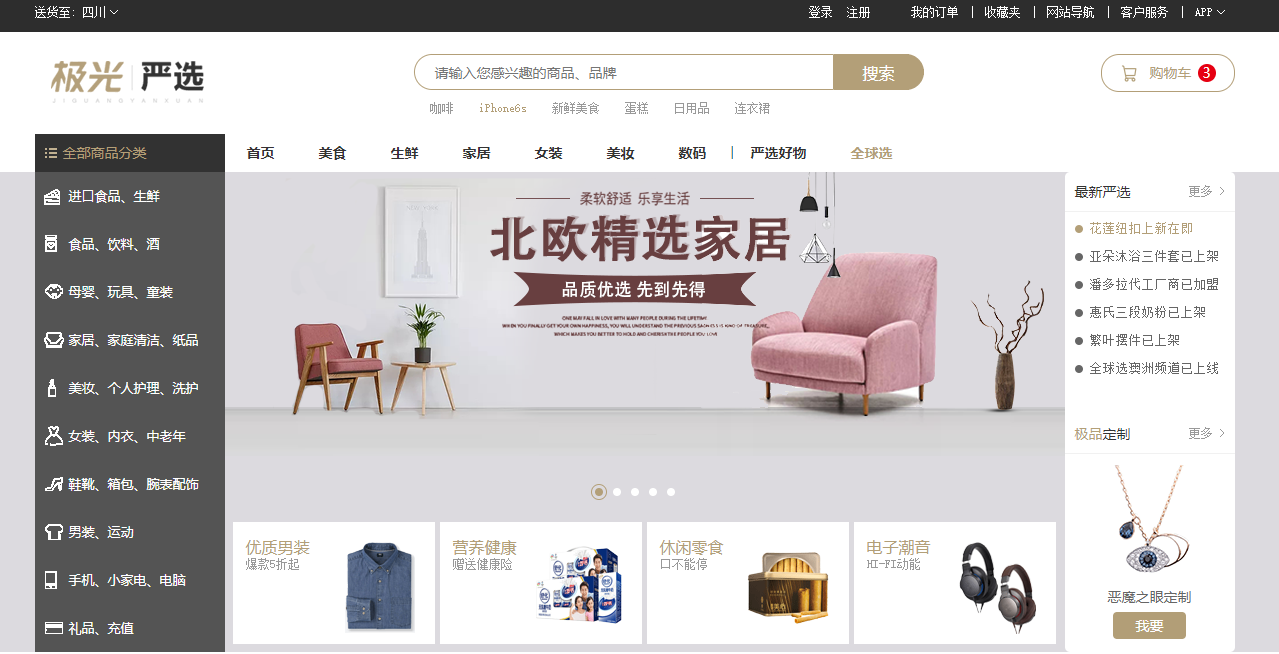 送货至: 四川
登录 注册 我的订单 收藏夹 网站导航 客户服务 APP
极光 严选
JIGUANGYANXUAN
请输入您感兴趣的商品、品牌 搜索
购物车 3
咖啡 iPhone6s 新鲜美食 蛋糕 日用品 连衣裙
全部商品分类 首页 美食 生鲜 家居 女装 美妆 数码 严选好物 全球选
进口食品、生鲜
食品、饮料、酒
母婴、玩具、童装
家居、家庭清洁、纸品
美妆、个人护理、洗护
女装、内衣、中老年
鞋靴、箱包、腕表配饰
男装、运动
手机、小家电、电脑
礼品、充值
柔软舒适 乐享生活
北欧精选家居
品质优选 先到先得
ONE MAY FALL IN LOVE WITH MANY PEOPLE DURING THE LIFETIME
WHEN YOU FINALLY GET YOUR OWN HAPPINESS, YOU WILL UNDERSTAND THE PREVIOUS SADNESS IS KIND OF TREASURE,
WHICH MAKES YOU BETTER TO HOLD AND CHERISH THE PEOPLE YOU LOVE
最新严选 更多
花莲纽扣上新在即
亚朵沐浴三件套已上架
潘多拉代工厂商已加盟
惠氏三段奶粉已上架
繁叶摆件已上架
全球选澳洲频道已上线
极品定制 更多
恶魔之眼定制
我要
优质男装
爆款5折起
营养健康
赠送健康险
休闲零食
口不能停
电子潮音
HI-FI动能